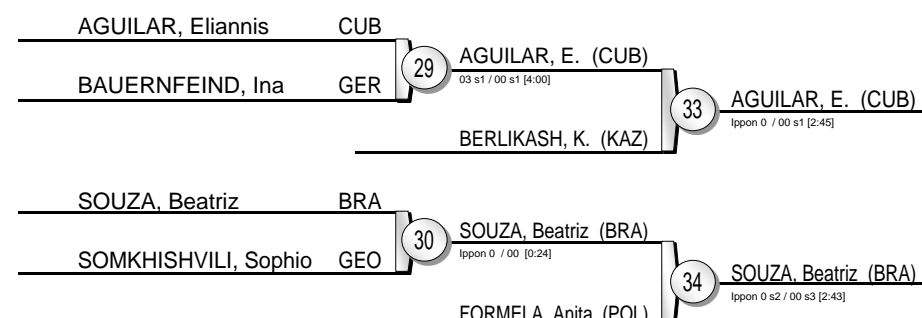 AGUILAR, Eliannis CUB
29
AGUILAR, E. (CUB)
03 s1 / 00 s1 [4:00]
BAUERNFEIND, Ina GER
33
AGUILAR, E. (CUB)
Ippon 0 / 00 s1 [2:45]
BERLIKASH, K. (KAZ)
SOUZA, Beatriz BRA
30
SOUZA, Beatriz (BRA)
Ippon 0 / 00 [0:24]
SOMKHISHVILI, Sophio GEO
34
SOUZA, Beatriz (BRA)
Ippon 0 s2 / 00 s3 [2:43]
FORMELA, Anita (POL)